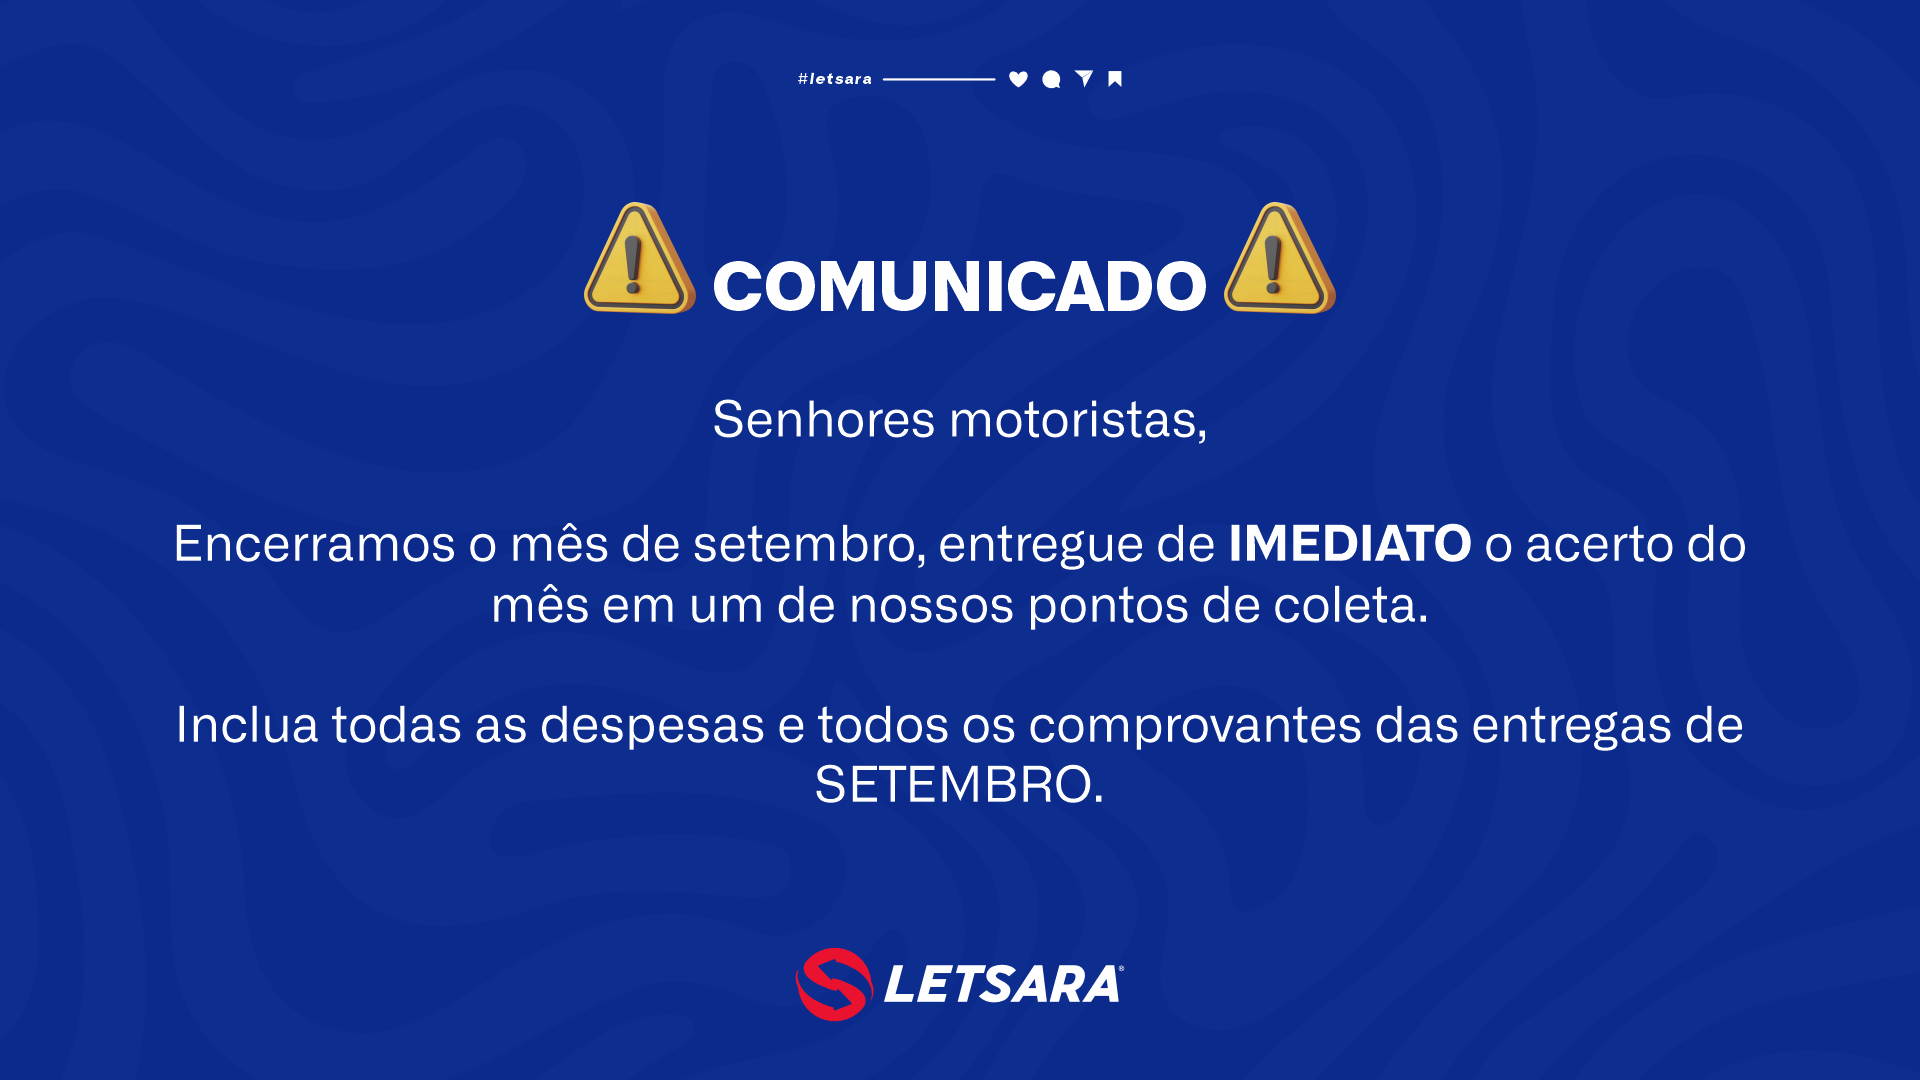 #letsara
COMUNICADO
Senhores motoristas,
Encerramos o mês de setembro, entregue de IMEDIATO o acerto do
mês em um de nossos pontos de coleta.
Inclua todas as despesas e todos os comprovantes das entregas de
SETEMBRO.
LETSARA®